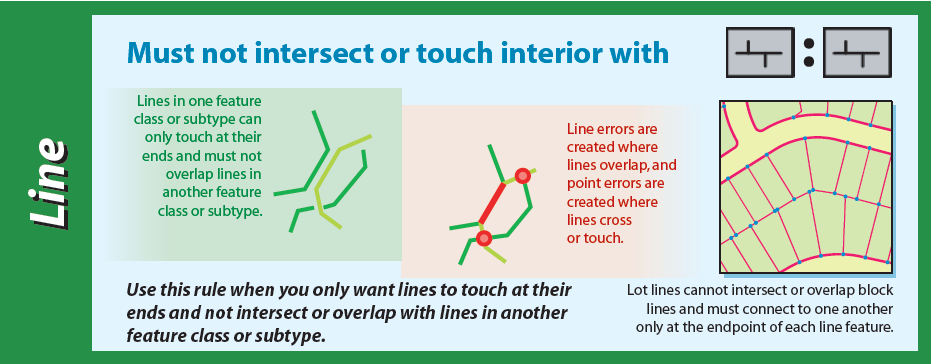 Line
Must not intersect or touch interior with
Lines in one feature
class or subtype can
only touch at their
ends and must not
overlap lines in
another feature
class or subtype.
Line errors are
created where
lines overlap, and
point errors are
created where
lines cross
or touch.
Use this rule when you only want lines to touch at their
ends and not intersect or overlap with lines in another
feature class or subtype.
Lot lines cannot intersect or overlap block
lines and must connect to one another
only at the endpoint of each line feature.